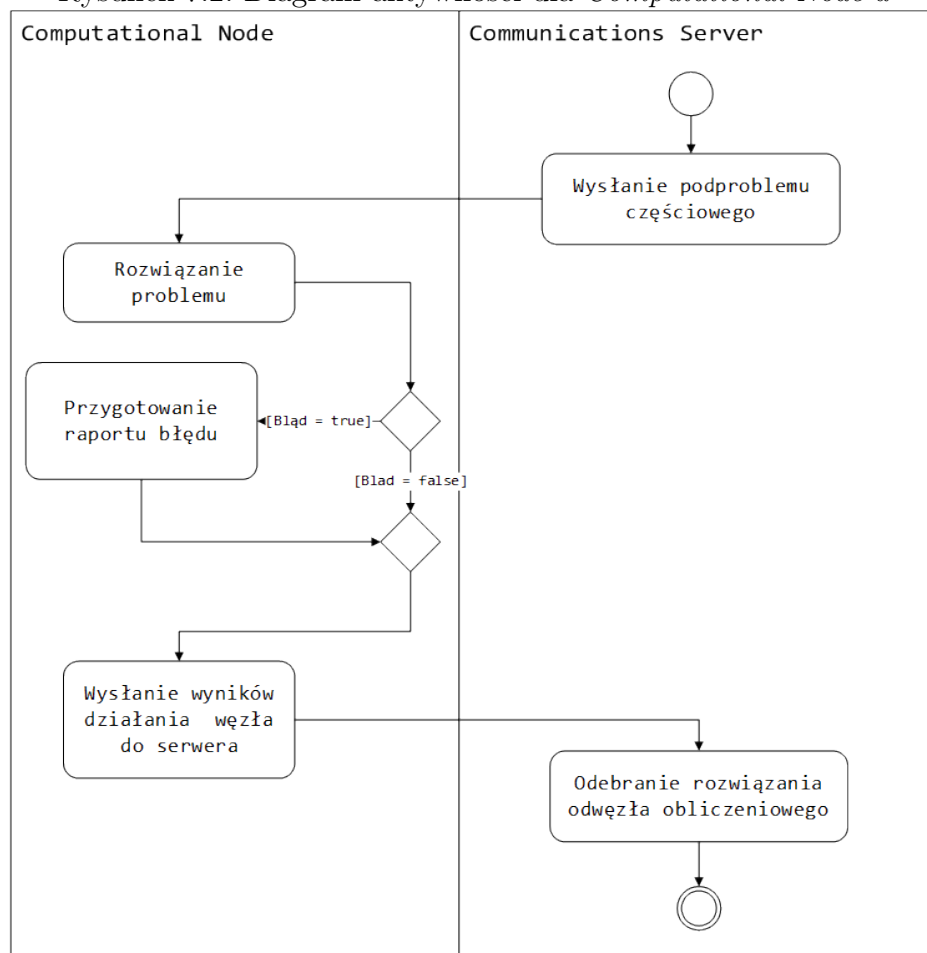 Computational Node
Communications Server
Wysłanie podproblemu
częściowego
Rozwiązanie
problemu
Przygotowanie
raportu błędu
[Bląd = true]
[Blad = false]
Wysłanie wyników
działania węzła
do serwera
Odebranie rozwiązania
odwęzła obliczeniowego